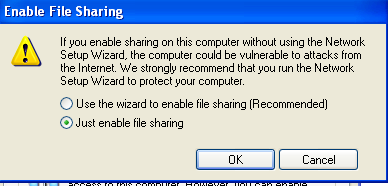 Enable File Sharing
If you enable sharing on this computer without using the Network
Setup Wizard, the computer could be vulnerable to attacks from
the Internet. We strongly recommend that you run the Network
Setup Wizard to protect your computer.
Use the wizard to enable file sharing (Recommended)
Just enable file sharing
OK Cancel
access to this computer. However, you can enable